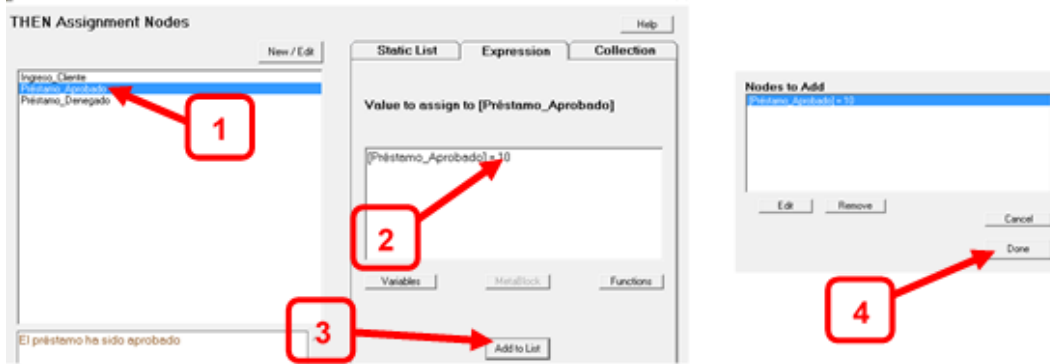 THEN Assignment Nodes
Help
New / Edit
Static List
Expression
Collection
Ingreso_Cliente
Préstamo_Aprobado
Préstamo_Denegado
1
Value to assign to [Préstamo_Aprobado]
[Préstamo_Aprobado] = 10
2
Variables
MetaBlock
Functions
3
El préstamo ha sido aprobado
Add to List
Nodes to Add
[Préstamo_Aprobado] = 10
Edit
Remove
Cancel
Done
4